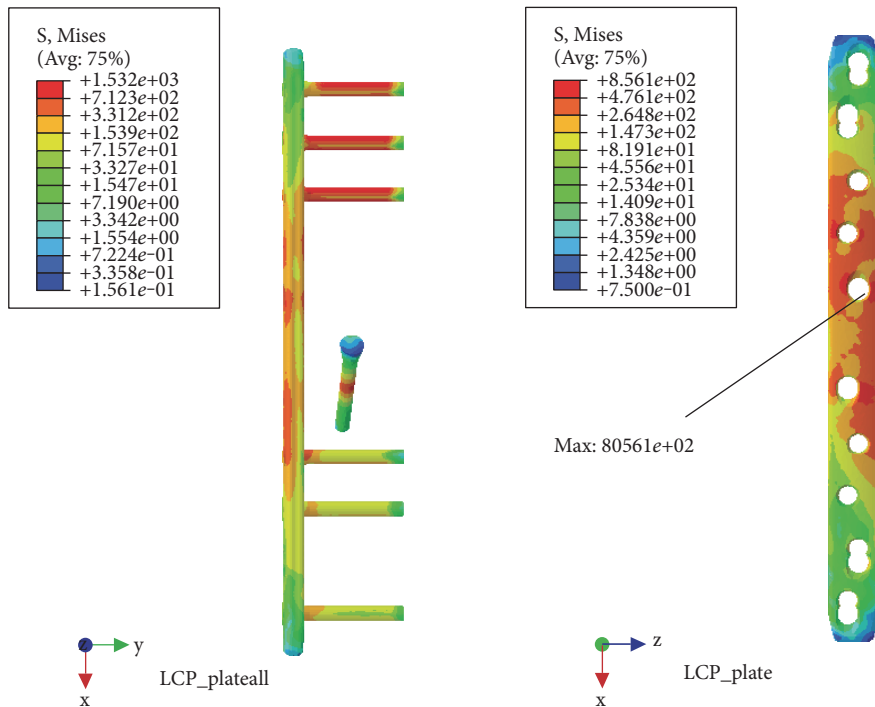 S, Mises
(Avg: 75%)
+1.532e+03
+7.123e+02
+3.312e+02
+1.539e+02
+7.157e+01
+3.327e+01
+1.547e+01
+7.190e+00
+3.342e+00
+1.554e+00
+7.224e−01
+3.358e−01
+1.561e−01
y
x
LCP_plateall
S, Mises
(Avg: 75%)
+8.561e+02
+4.761e+02
+2.648e+02
+1.473e+02
+8.191e+01
+4.556e+01
+2.534e+01
+1.409e+01
+7.838e+00
+4.359e+00
+2.425e+00
+1.348e+00
+7.500e−01
Max: 80561e+02
z
x
LCP_plate